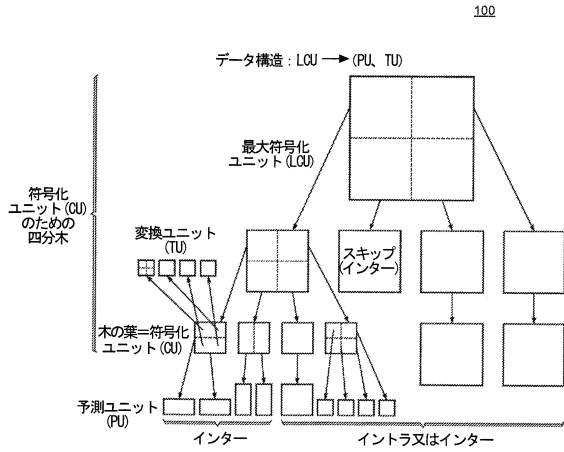 100
データ構造:LCU→(PU、TU)
最大符号化
ユニット(LCU)
符号化
ユニット(CU)
のための
四分木
変換ユニット
(TU)
スキップ
(インター)
木の葉=符号化
ユニット(CU)
予測ユニット
(PU)
インター
イントラ又はインター